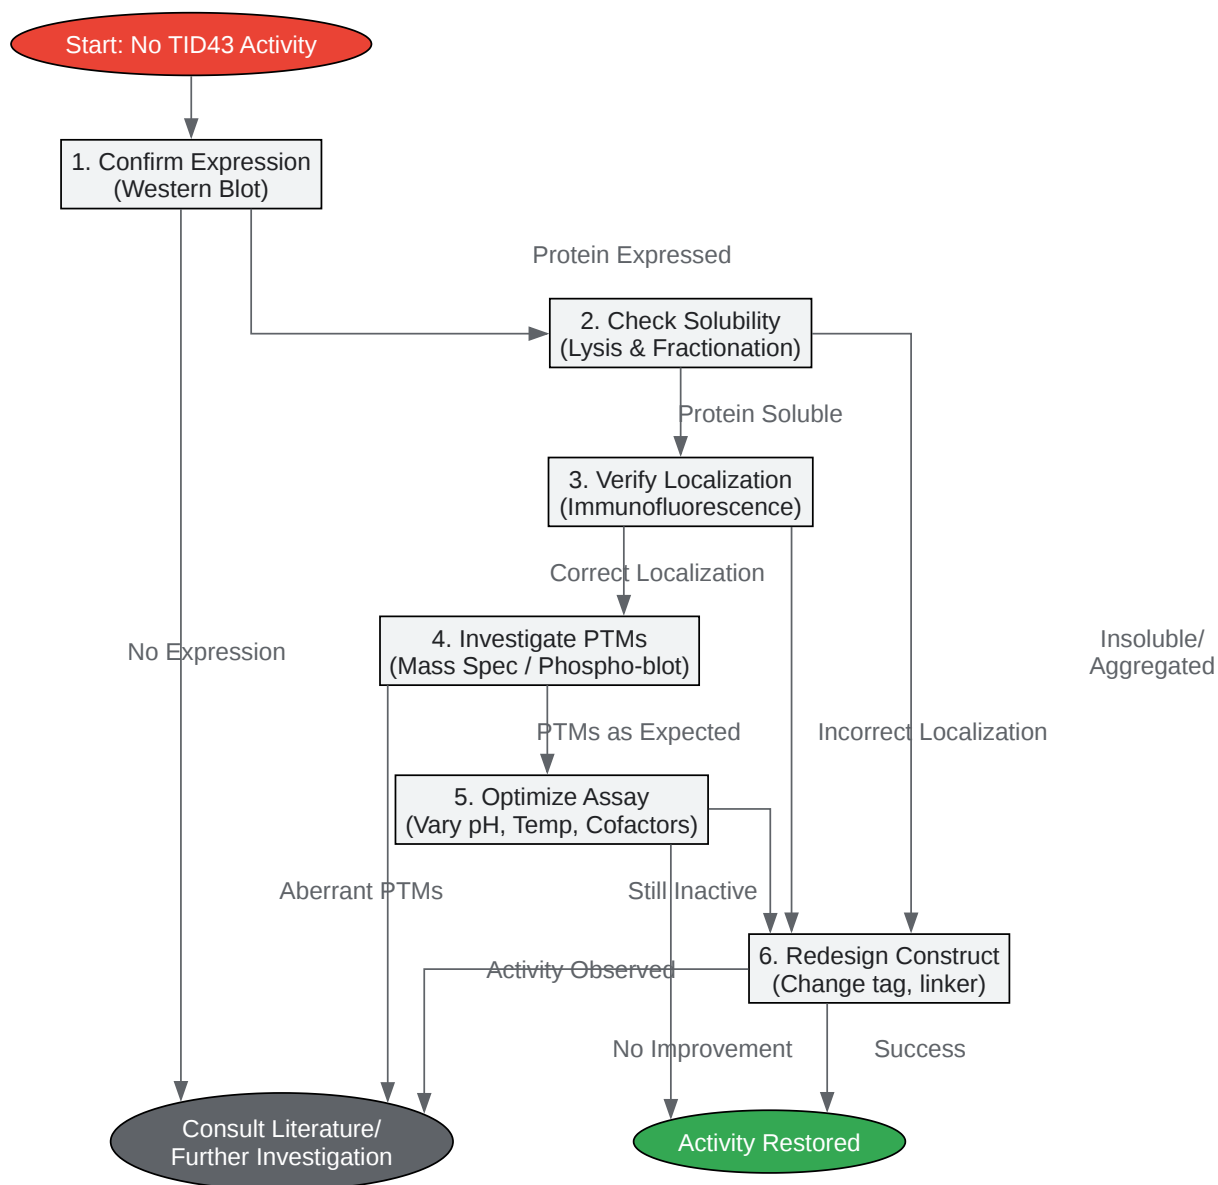 Start: No TID43 Activity
1. Confirm Expression
(Western Blot)
Protein Expressed
2. Check Solubility
(Lysis & Fractionation)
Protein Soluble
3. Verify Localization
(Immunofluorescence)
Correct Localization
No Expression
4. Investigate PTMs
(Mass Spec / Phospho-blot)
Insoluble/
Aggregated
PTMs as Expected
Incorrect Localization
5. Optimize Assay
(Vary pH, Temp, Cofactors)
Aberrant PTMs
Still Inactive
6. Redesign Construct
(Change tag, linker)
Activity Observed
No Improvement
Success
Consult Literature/
Further Investigation
Activity Restored